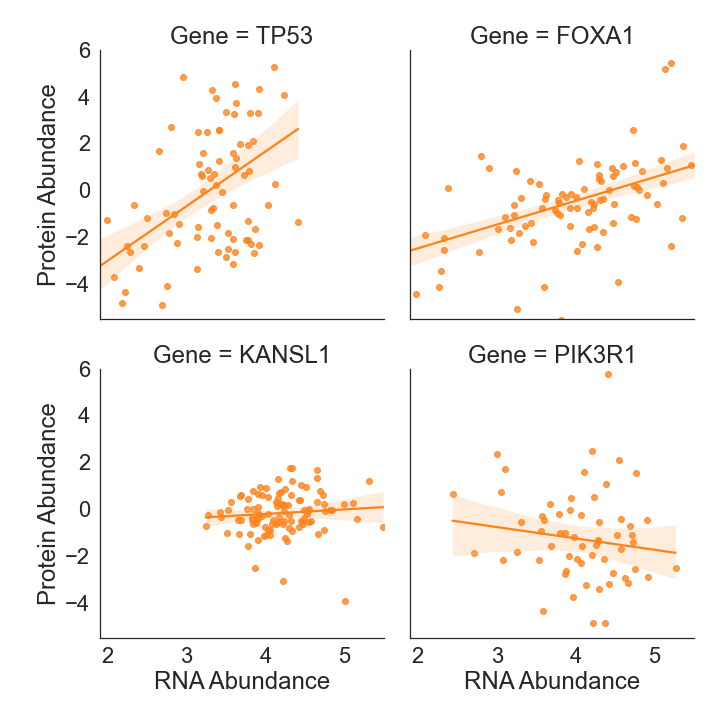 Gene = TP53
Gene = FOXA1
6
4
2
0
−2
−4
Protein Abundance
Gene = KANSL1
Gene = PIK3R1
6
4
2
0
−2
−4
Protein Abundance
2 3 4 5
2 3 4 5
RNA Abundance
RNA Abundance